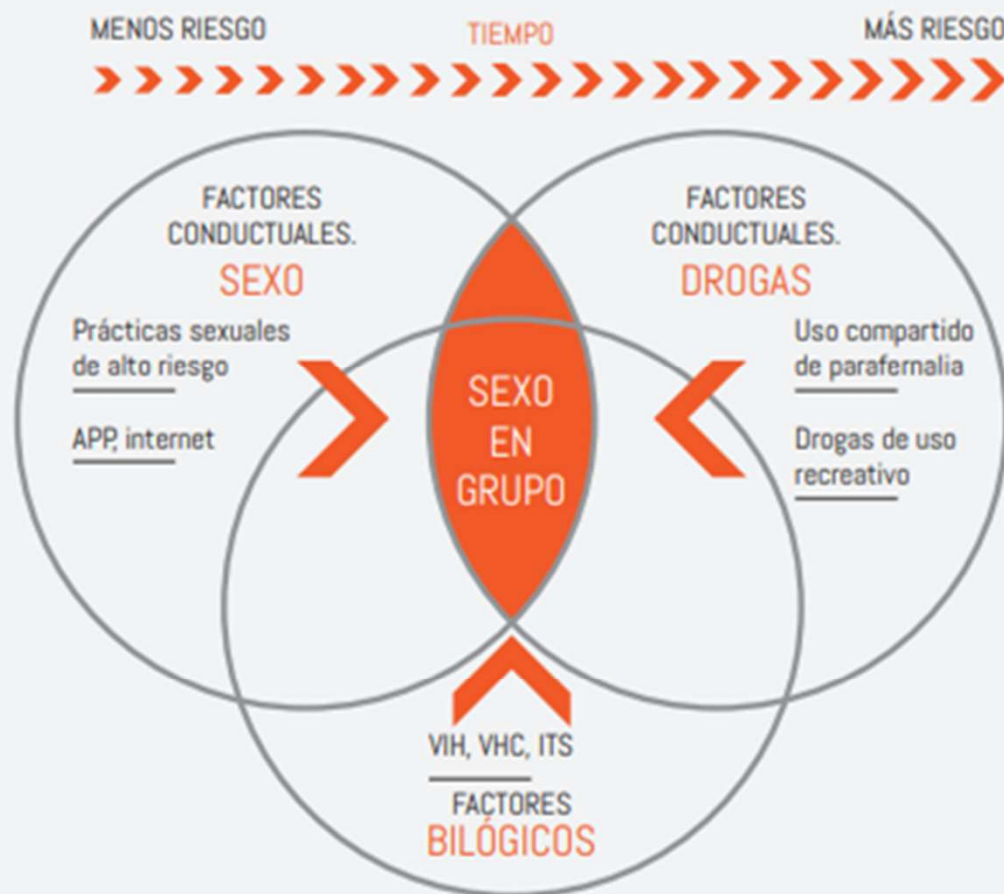 MENOS RIESGO
TIEMPO
MÁS RIESGO
FACTORES
CONDUCTUALES.
SEXO
Prácticas sexuales
de alto riesgo
APP, internet
FACTORES
CONDUCTUALES.
DROGAS
Uso compartido
de parafernalia
Drogas de uso
recreativo
SEXO
EN
GRUPO
VIH, VHC, ITS
FACTORES
BILÓGICOS